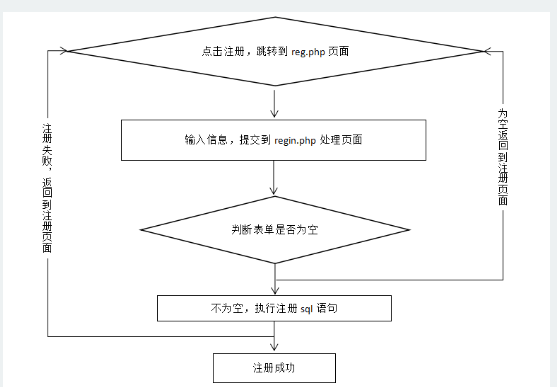 点击注册，跳转到 reg.php 页面
输入信息，提交到 regin.php 处理页面
判断表单是否为空
不为空，执行注册 sql 语句
注册成功
注册失败，返回到注册页面
为空返回到注册页面